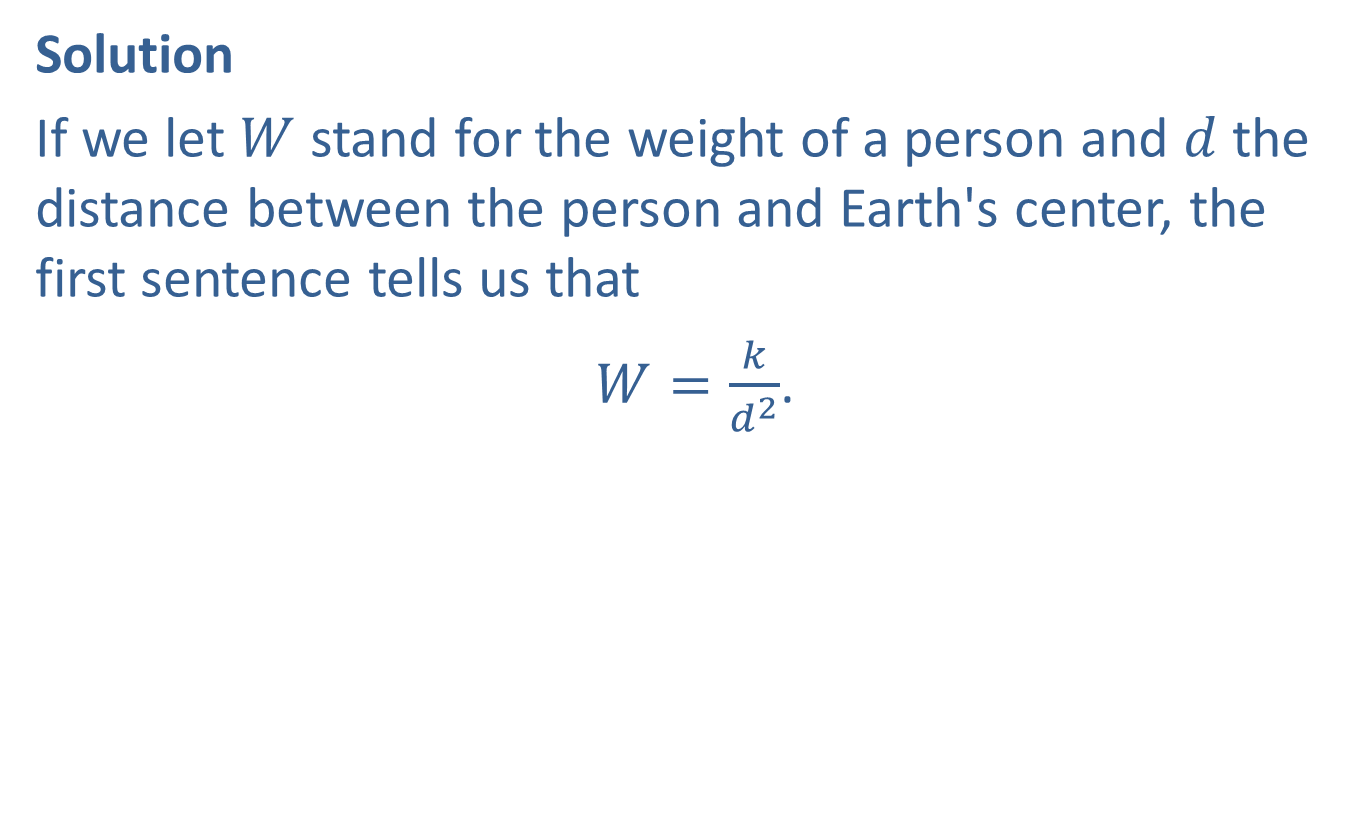 Solution
If we let W stand for the weight of a person and d the
distance between the person and Earth's center, the
first sentence tells us that
W = k/d².